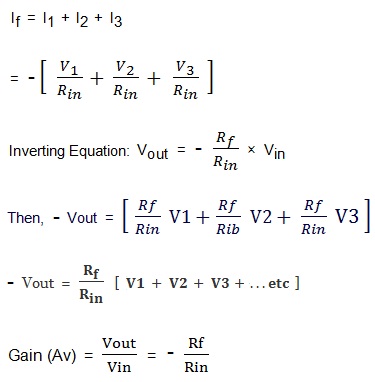 If = I1 + I2 + I3
= - [ V1/Rin + V2/Rin + V3/Rin ]
Inverting Equation: Vout = - Rf/Rin × Vin
Then, - Vout = [ Rf/Rin V1 + Rf/Rib V2 + Rf/Rin V3 ]
- Vout = Rf/Rin [ V1 + V2 + V3 + ...etc ]
Gain (Av) = Vout/Vin = - Rf/Rin